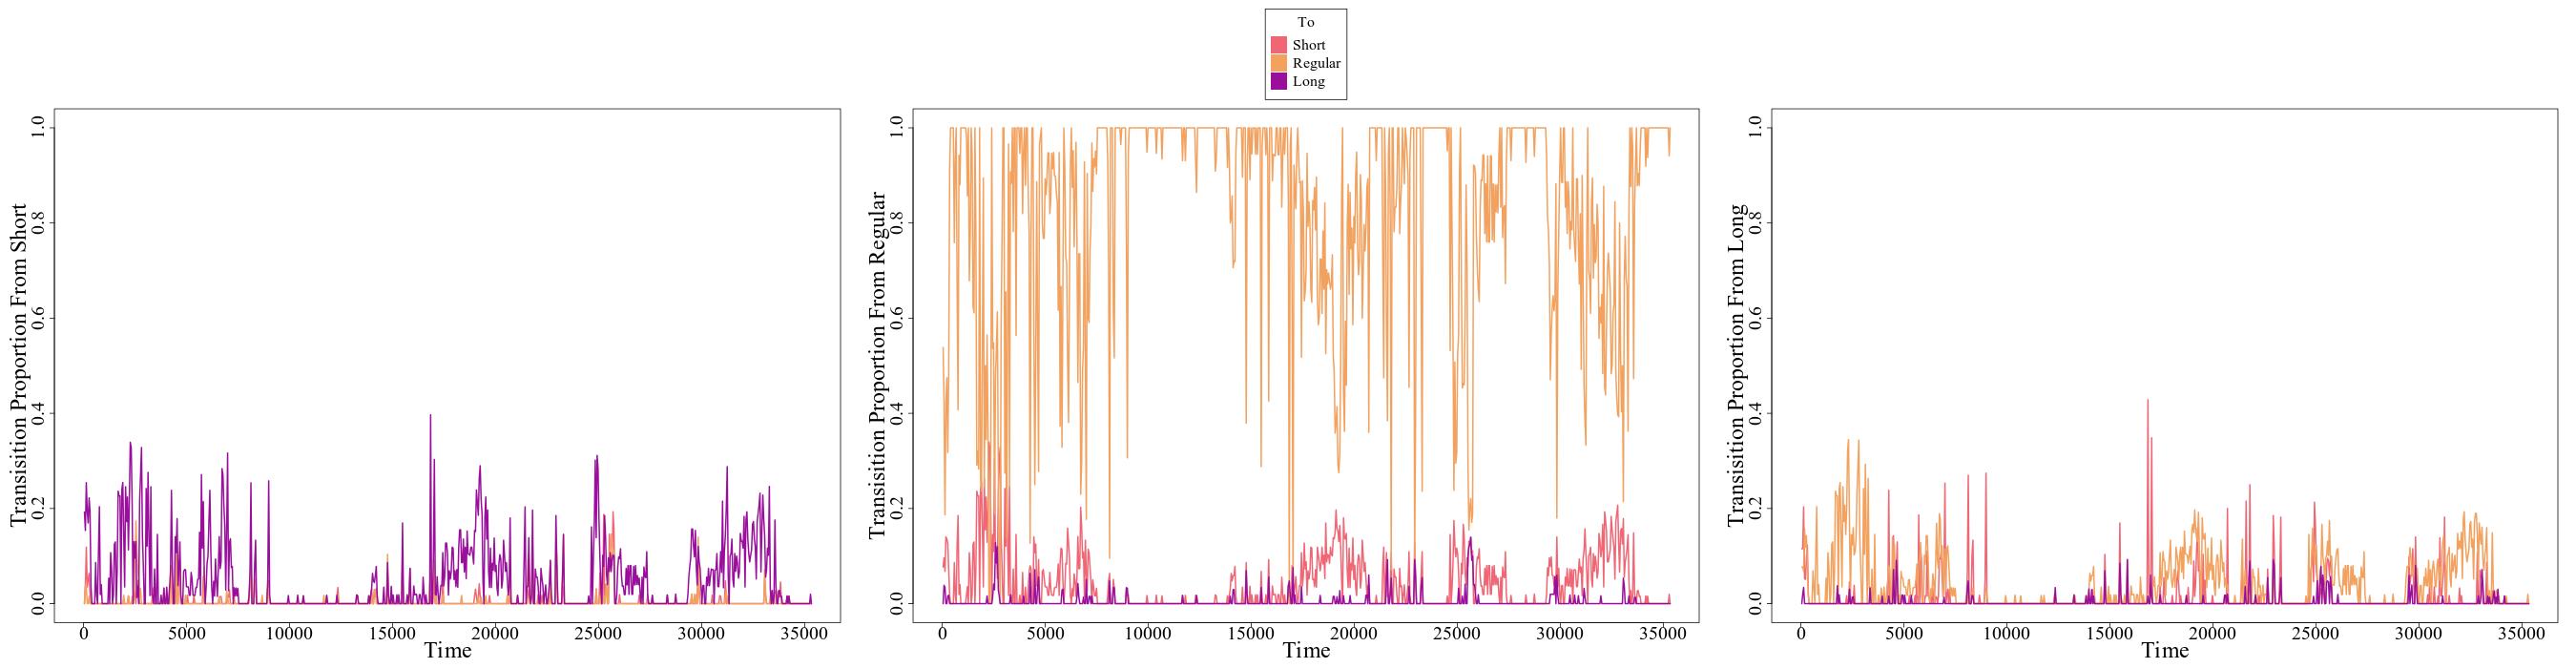 To
Short
Regular
Long
Transisition Proportion From Short
0.0 0.2 0.4 0.6 0.8 1.0
0 5000 10000 15000 20000 25000 30000 35000
Time
Transisition Proportion From Regular
0.0 0.2 0.4 0.6 0.8 1.0
0 5000 10000 15000 20000 25000 30000 35000
Time
Transisition Proportion From Long
0.0 0.2 0.4 0.6 0.8 1.0
0 5000 10000 15000 20000 25000 30000 35000
Time